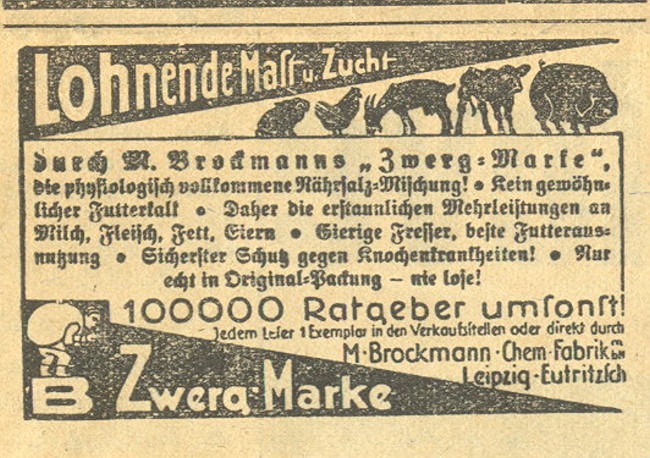 Lohnende Mast u. Zucht
durch M. Brockmanns „Zwerg-Marke“,
die physiologisch vollkommene Nährsalz-Mischung! • Kein gewöhn-
licher Futterkalk • Daher die erstaunlichen Mehrleistungen an
Milch, Fleisch, Fett, Eiern • Gierige Fresser, beste Futteraus-
nutzung • Sicherster Schutz gegen Knochenkrankheiten! • Nur
echt in Original-Packung — nie lose!
100000 Ratgeber umsonst!
Jedem Leser 1 Exemplar in den Verkaufsstellen oder direkt durch
M. Brockmann · Chem. Fabrik m b H
Leipzig-Eutritzsch
B Zwerg-Marke